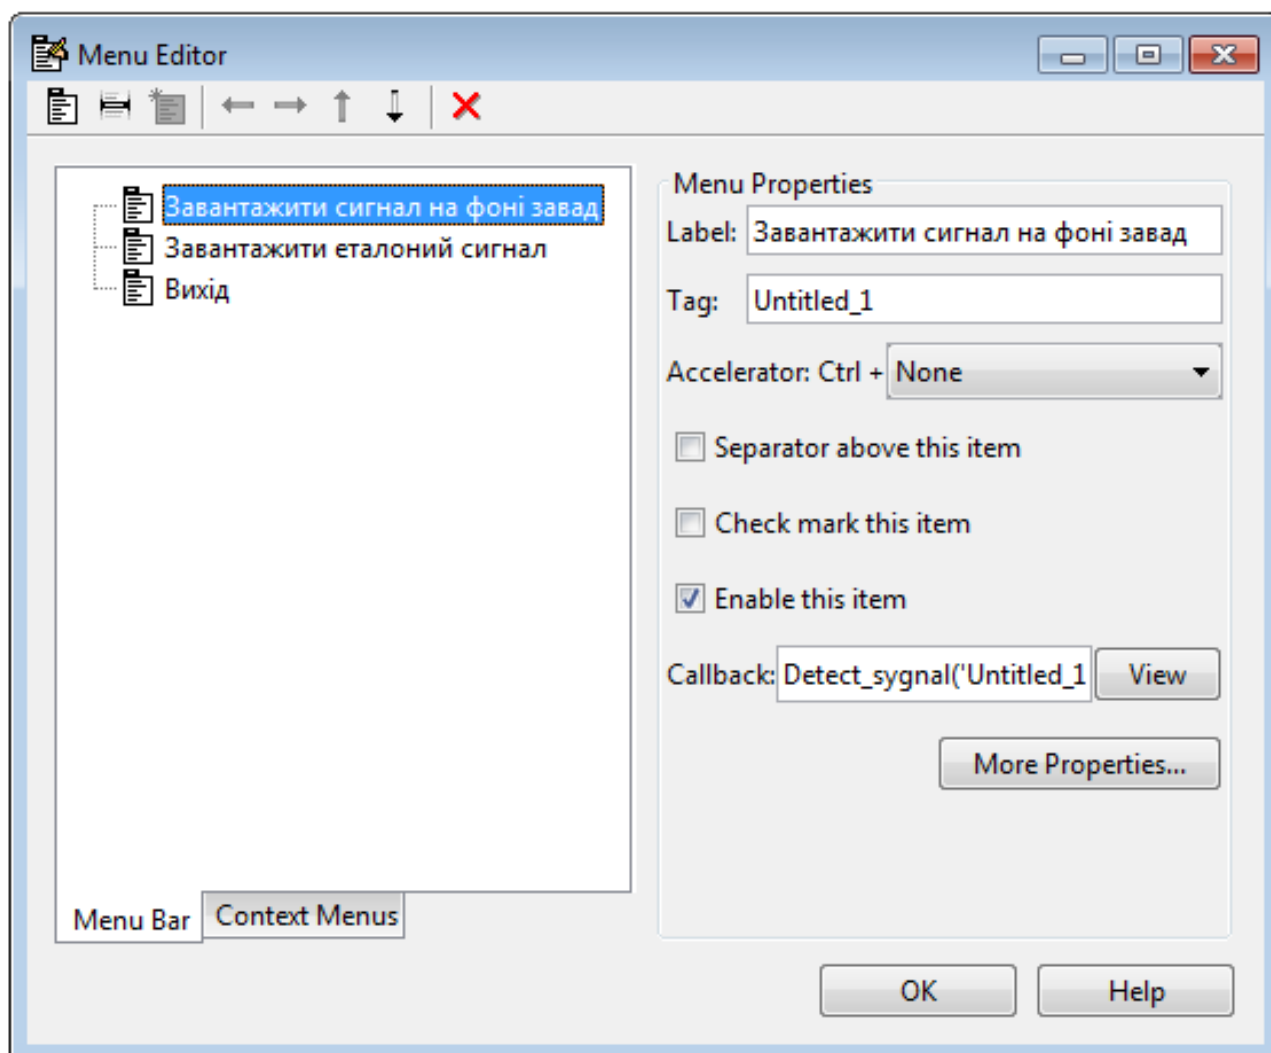 Menu Editor
Завантажити сигнал на фоні завад
Завантажити еталоний сигнал
Вихід
Menu Bar
Context Menus
Menu Properties
Label: Завантажити сигнал на фоні завад
Tag: Untitled_1
Accelerator: Ctrl + None
Separator above this item
Check mark this item
Enable this item
Callback: Detect_sygnal('Untitled_1 View
More Properties...
OK Help